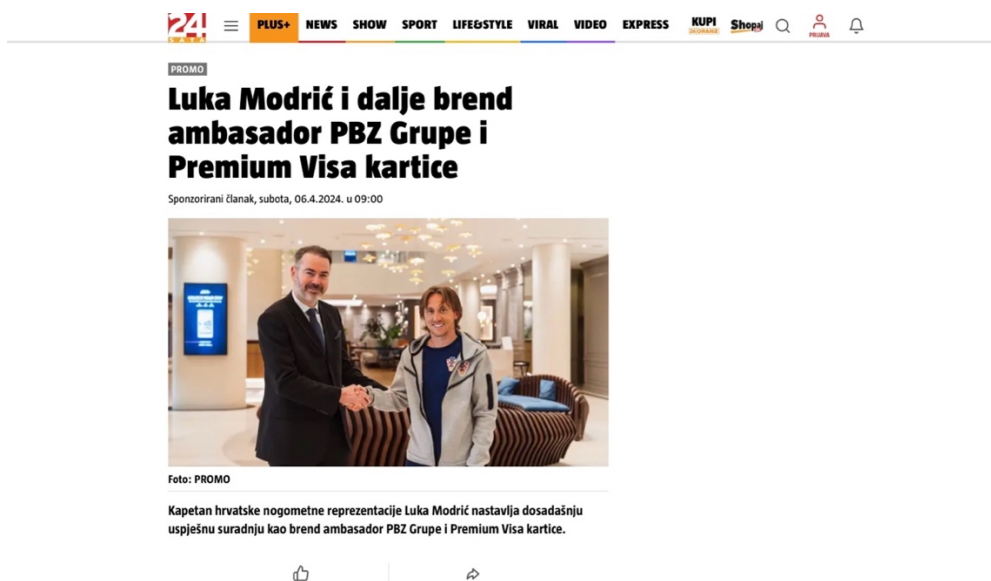 24
SATA
PLUS+ NEWS SHOW SPORT LIFE&STYLE VIRAL VIDEO EXPRESS KUPI Shopaj
PRIJAVA
PROMO
Luka Modrić i dalje brend
ambasador PBZ Grupe i
Premium Visa kartice
Sponzorirani članak, subota, 06.4.2024. u 09:00
Foto: PROMO
Kapetan hrvatske nogometne reprezentacije Luka Modrić nastavlja dosadašnju
uspješnu suradnju kao brend ambasador PBZ Grupe i Premium Visa kartice.